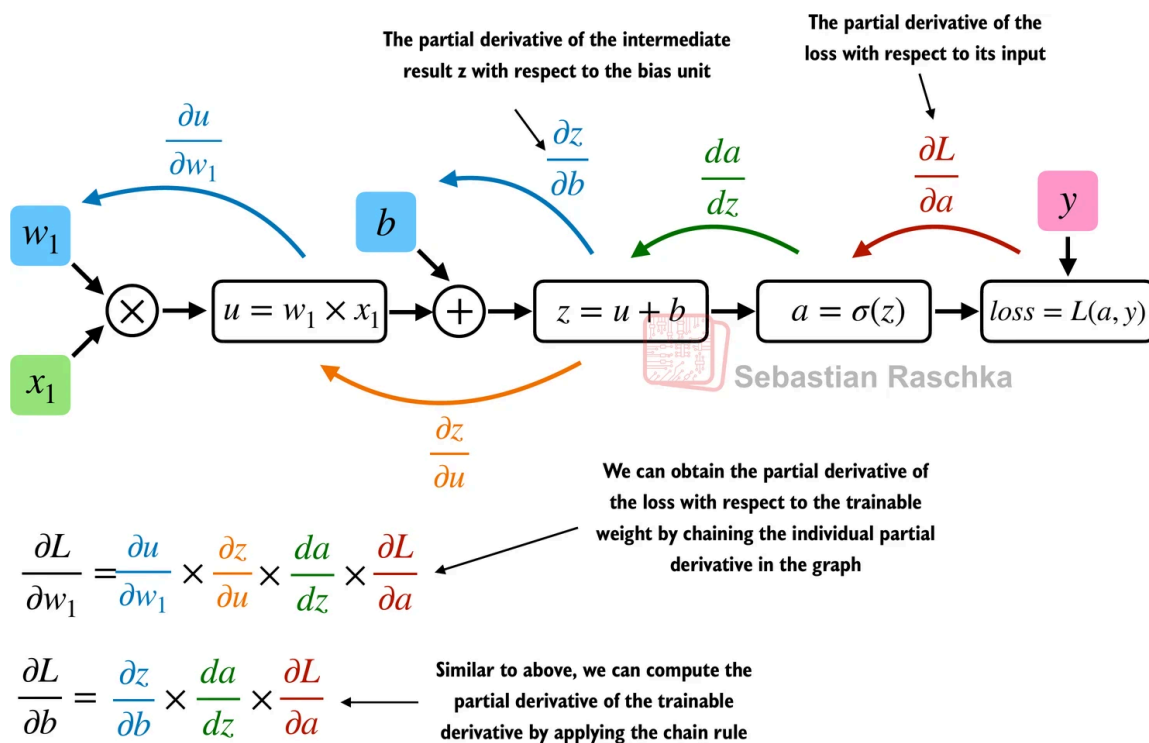 The partial derivative of the intermediate
result z with respect to the bias unit
The partial derivative of the
loss with respect to its input
∂u/∂w₁
∂z/∂b
da/dz
∂L/∂a
w₁
b
y
×
u = w₁ × x₁
+
z = u + b
a = σ(z)
loss = L(a, y)
x₁
Sebastian Raschka
∂z/∂u
We can obtain the partial derivative of
the loss with respect to the trainable
weight by chaining the individual partial
derivative in the graph
∂L/∂w₁ = ∂u/∂w₁ × ∂z/∂u × da/dz × ∂L/∂a
Similar to above, we can compute the
partial derivative of the trainable
derivative by applying the chain rule
∂L/∂b = ∂z/∂b × da/dz × ∂L/∂a